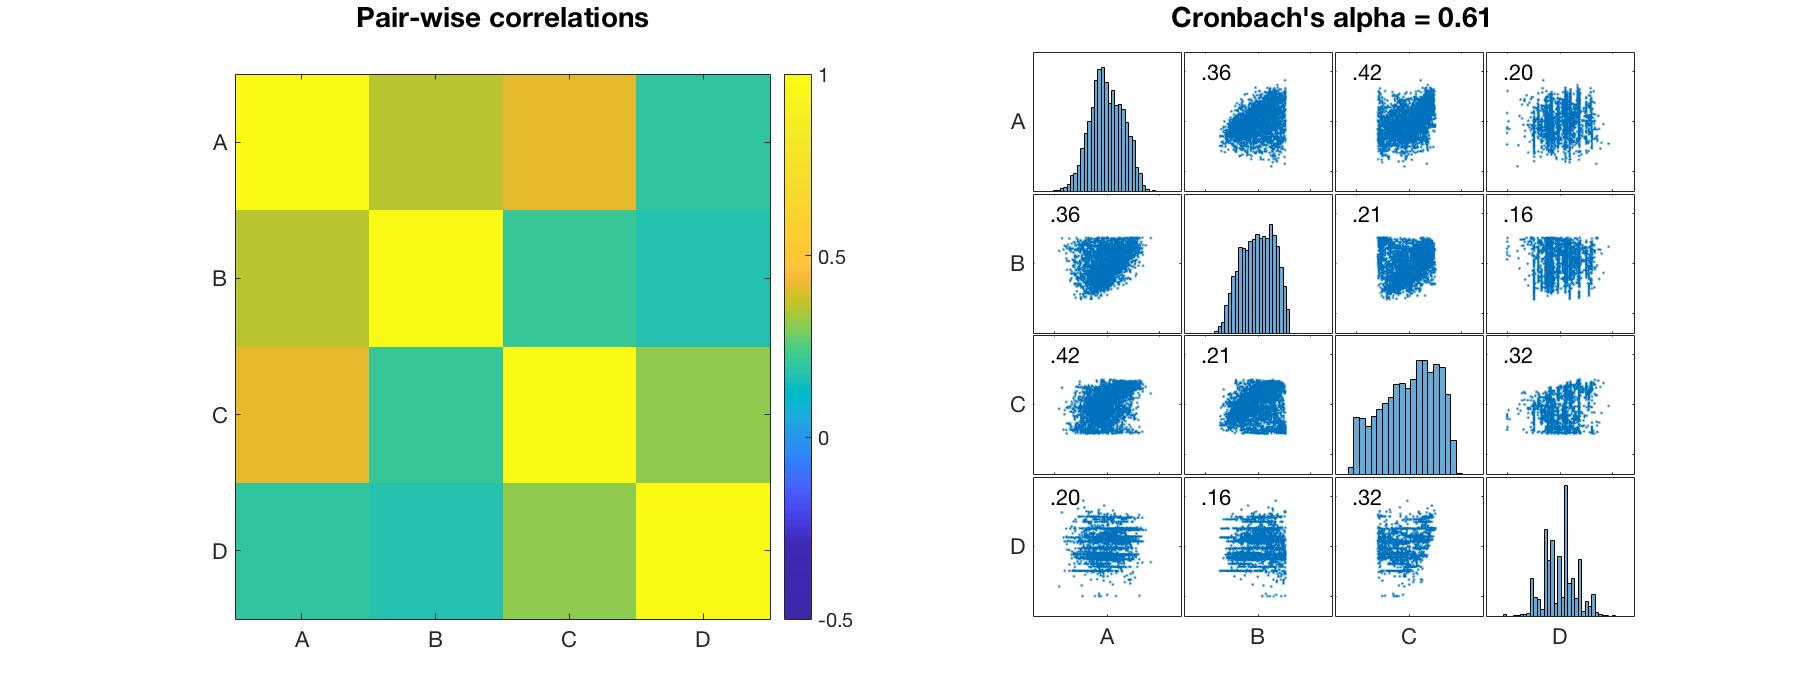 Pair-wise correlations
A
B
C
D
A B C D
1
0.5
0
-0.5
Cronbach's alpha = 0.61
A .36 .42 .20
B .36 .21 .16
C .42 .21 .32
D .20 .16 .32
A B C D